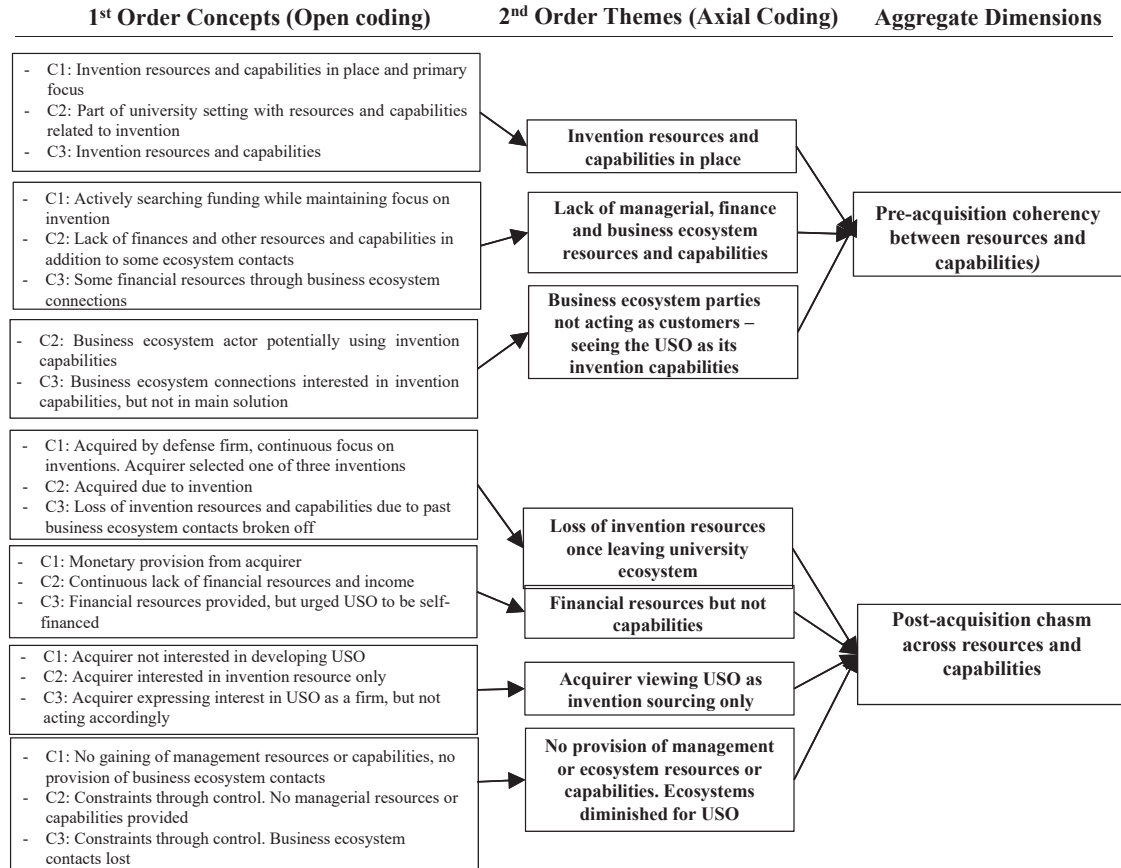 1st Order Concepts (Open coding)
2nd Order Themes (Axial Coding)
Aggregate Dimensions
- C1: Invention resources and capabilities in place and primary
focus
- C2: Part of university setting with resources and capabilities
related to invention
- C3: Invention resources and capabilities
Invention resources and
capabilities in place
- C1: Actively searching funding while maintaining focus on
invention
- C2: Lack of finances and other resources and capabilities in
addition to some ecosystem contacts
- C3: Some financial resources through business ecosystem
connections
Lack of managerial, finance
and business ecosystem
resources and capabilities
Pre-acquisition coherency
between resources and
capabilities)
- C2: Business ecosystem actor potentially using invention
capabilities
- C3: Business ecosystem connections interested in invention
capabilities, but not in main solution
Business ecosystem parties
not acting as customers –
seeing the USO as its
invention capabilities
- C1: Acquired by defense firm, continuous focus on
inventions. Acquirer selected one of three inventions
- C2: Acquired due to invention
- C3: Loss of invention resources and capabilities due to past
business ecosystem contacts broken off
Loss of invention resources
once leaving university
ecosystem
- C1: Monetary provision from acquirer
- C2: Continuous lack of financial resources and income
- C3: Financial resources provided, but urged USO to be self-
financed
Financial resources but not
capabilities
Post-acquisition chasm
across resources and
capabilities
- C1: Acquirer not interested in developing USO
- C2: Acquirer interested in invention resource only
- C3: Acquirer expressing interest in USO as a firm, but not
acting accordingly
Acquirer viewing USO as
invention sourcing only
- C1: No gaining of management resources or capabilities, no
provision of business ecosystem contacts
- C2: Constraints through control. No managerial resources or
capabilities provided
- C3: Constraints through control. Business ecosystem
contacts lost
No provision of management
or ecosystem resources or
capabilities. Ecosystems
diminished for USO